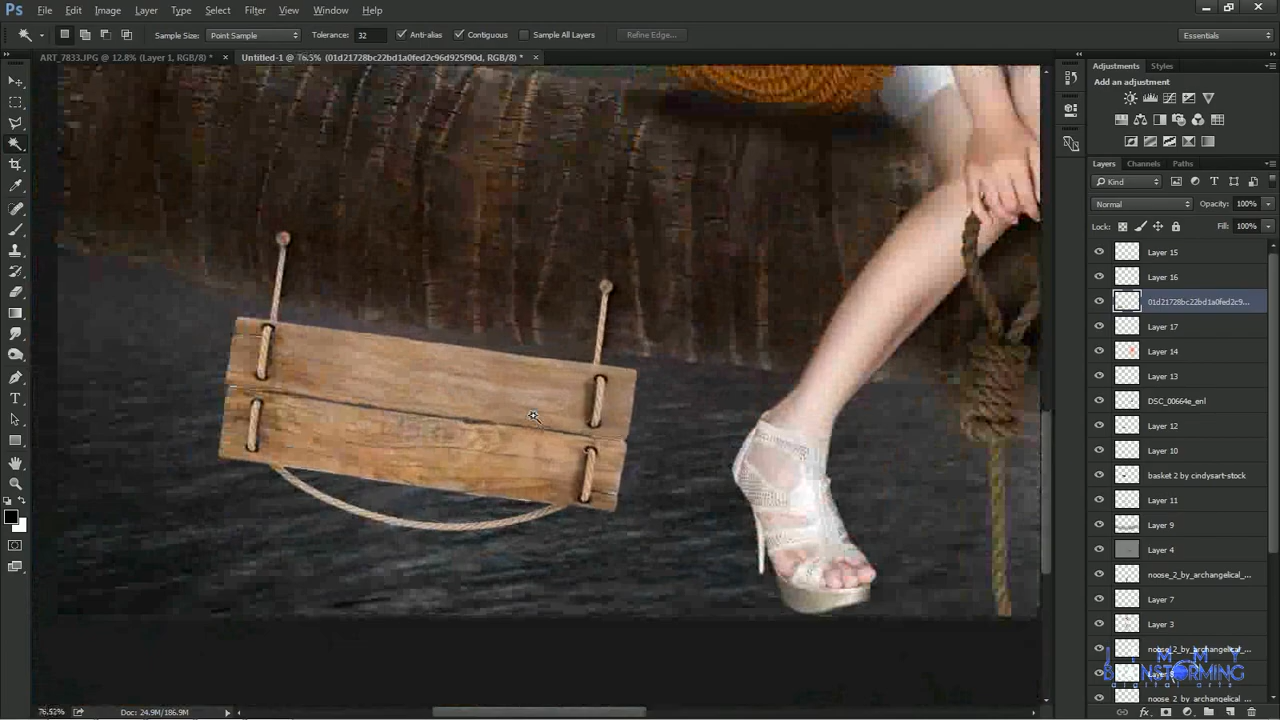 Ps File Edit Image Layer Type Select Filter View Window Help
Sample Size: Point Sample Tolerance: 32 Anti-alias Contiguous Sample All Layers Refine Edge... Essentials
ART_7833.JPG @ 12.8% (Layer 1, RGB/8) * × Untitled-1 @ 76.5% (01d21728bc22bd1a0fed2c96d925f90d, RGB/8) * ×
Adjustments Styles
Add an adjustment
Layers Channels Paths
Kind
Normal Opacity: 100%
Lock: Fill: 100%
Layer 15
Layer 16
01d21728bc22bd1a0fed2c9...
Layer 17
Layer 14
Layer 13
DSC_00664e_enl
Layer 12
Layer 10
basket 2 by cindysart-stock
Layer 11
Layer 9
Layer 4
noose_2_by_archangelical_...
Layer 7
Layer 3
noose_2_by_archangelical_...
noose_2_by_archangelical_...
76.52% Doc: 24.9M/186.9M